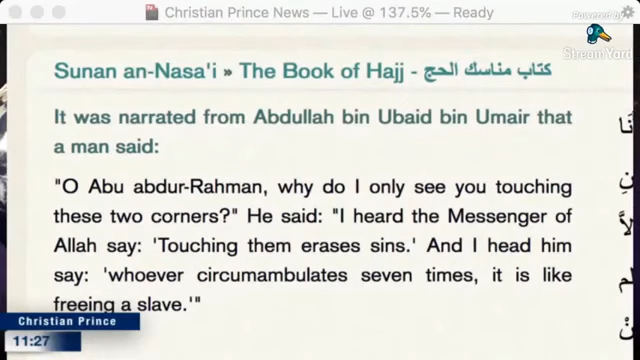 Christian Prince News — Live @ 137.5% — Ready
Powered by
StreamYard
Sunan an-Nasa'i » The Book of Hajj - كتاب مناسك الحج
It was narrated from Abdullah bin Ubaid bin Umair that
a man said:
"O Abu abdur-Rahman, why do I only see you touching
these two corners?" He said: "I heard the Messenger of
Allah say: 'Touching them erases sins.' And I head him
say: 'whoever circumambulates seven times, it is like
freeing a slave.'"
Christian Prince
11:27